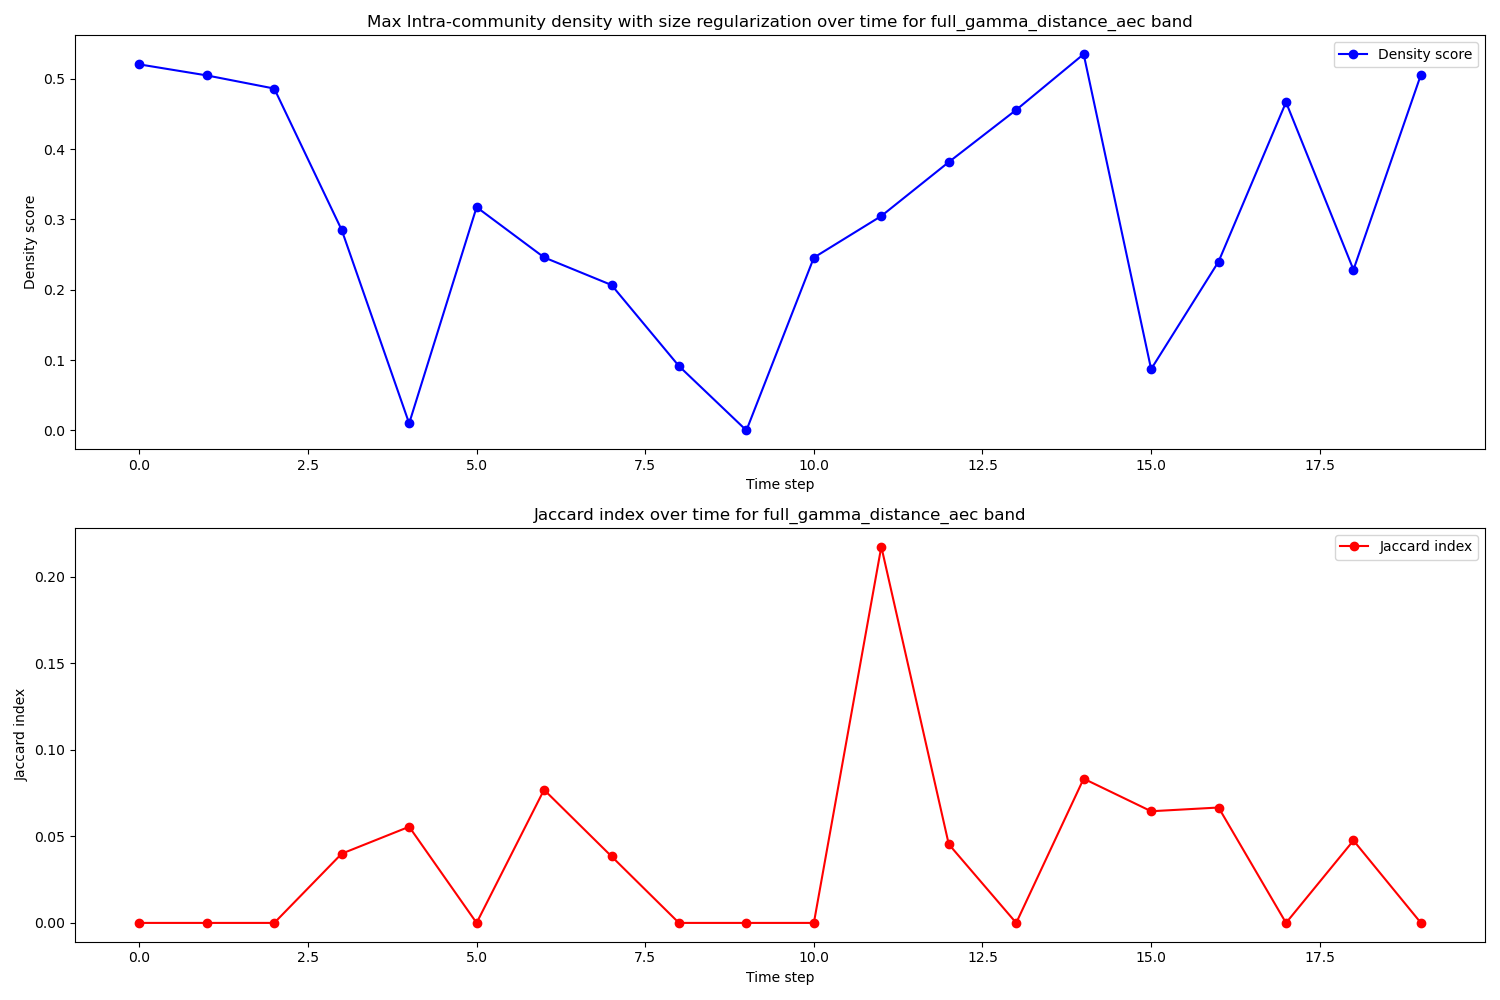 Max Intra-community density with size regularization over time for full_gamma_distance_aec band
Density score
0.5
0.4
0.3
0.2
0.1
0.0
Density score
0.0 2.5 5.0 7.5 10.0 12.5 15.0 17.5
Time step
Jaccard index over time for full_gamma_distance_aec band
Jaccard index
0.20
0.15
0.10
0.05
0.00
Jaccard index
0.0 2.5 5.0 7.5 10.0 12.5 15.0 17.5
Time step